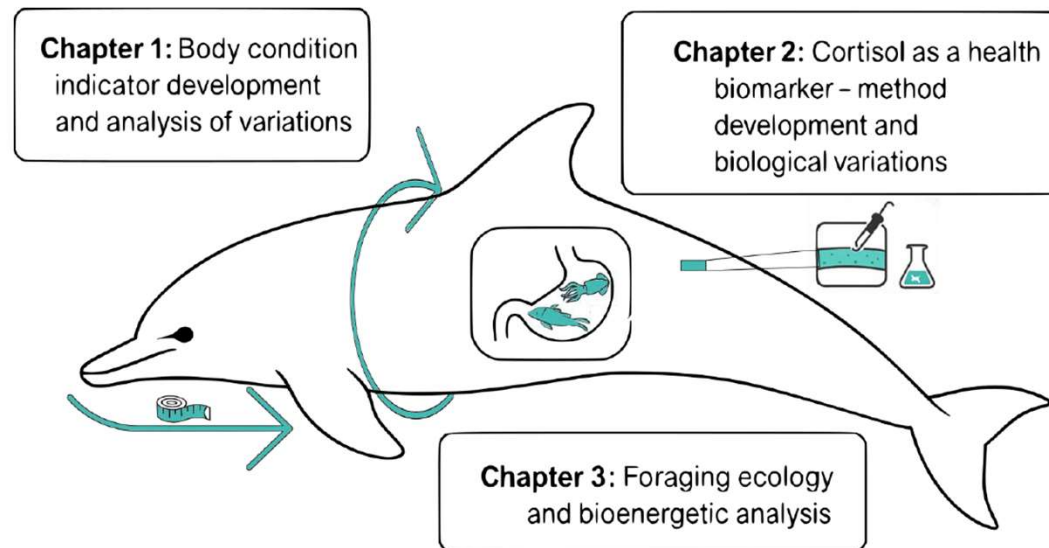 Chapter 1: Body condition
indicator development
and analysis of variations
Chapter 2: Cortisol as a health
biomarker – method
development and
biological variations
Chapter 3: Foraging ecology
and bioenergetic analysis